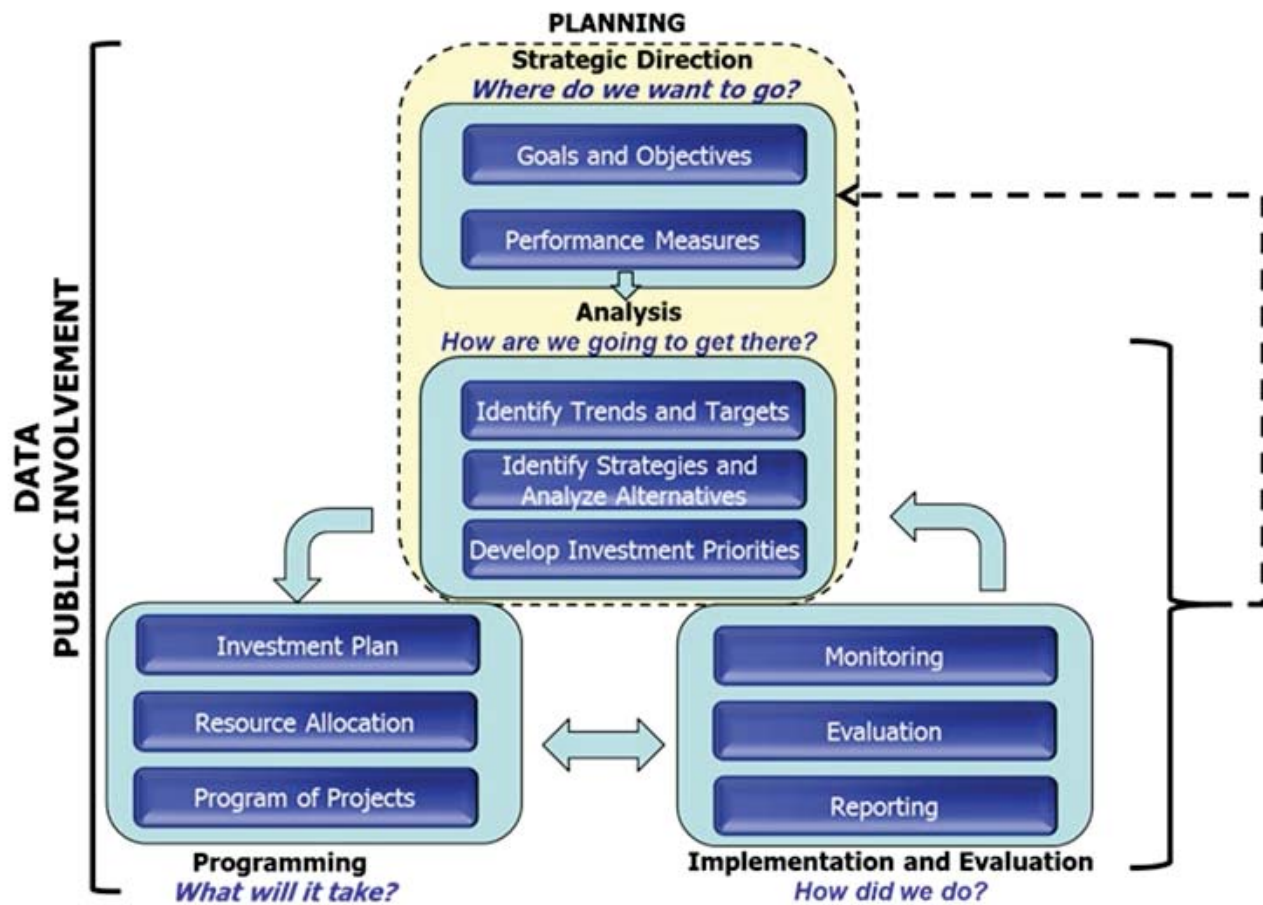 PLANNING
Strategic Direction
Where do we want to go?
Goals and Objectives
Performance Measures
Analysis
How are we going to get there?
Identify Trends and Targets
Identify Strategies and
Analyze Alternatives
Develop Investment Priorities
DATA
PUBLIC INVOLVEMENT
Investment Plan
Resource Allocation
Program of Projects
Programming
What will it take?
Monitoring
Evaluation
Reporting
Implementation and Evaluation
How did we do?